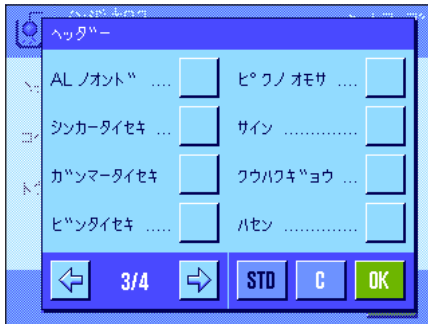 ヘッダー
ALノオンド ....
ピクノオモサ ....
シンカータイセキ ...
サイン ..............
ガンマータイセキ
クウハクギョウ ...
ビンタイセキ .....
ハセン ..............
3/4
STD
C
OK